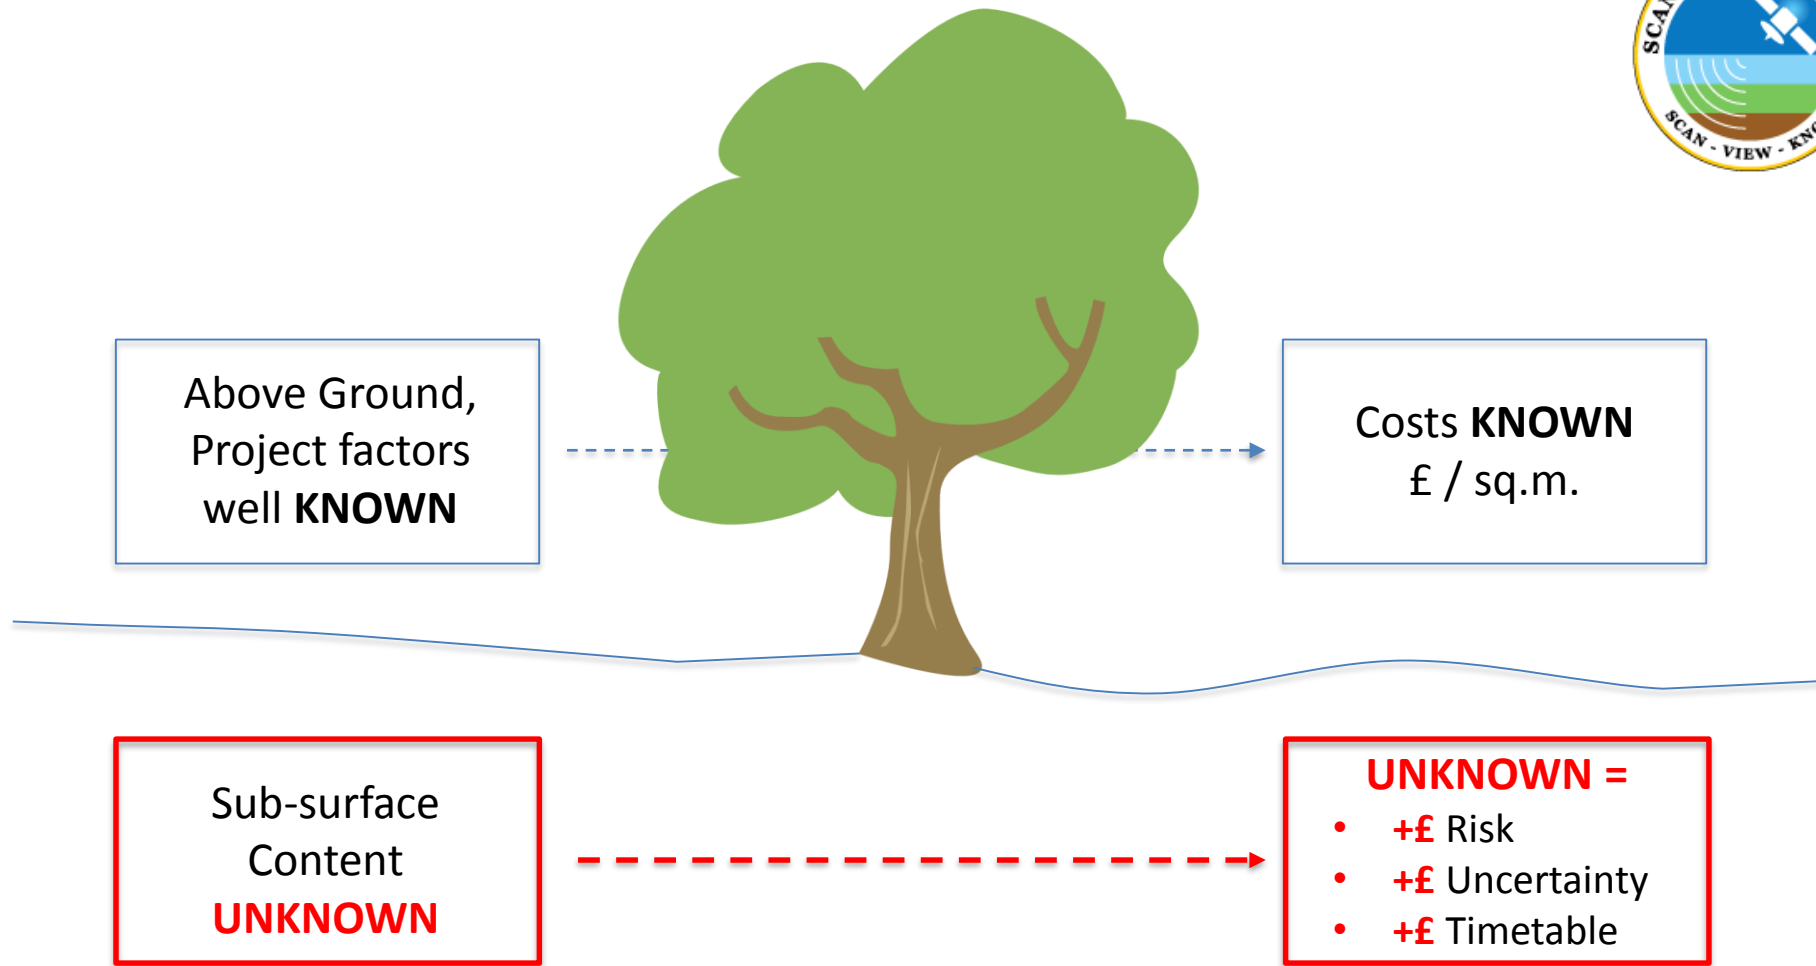 SCAN
SCAN - VIEW -
Above Ground,
Project factors
well KNOWN
Costs KNOWN
£ / sq.m.
Sub-surface
Content
UNKNOWN
UNKNOWN =
• +£ Risk
• +£ Uncertainty
• +£ Timetable